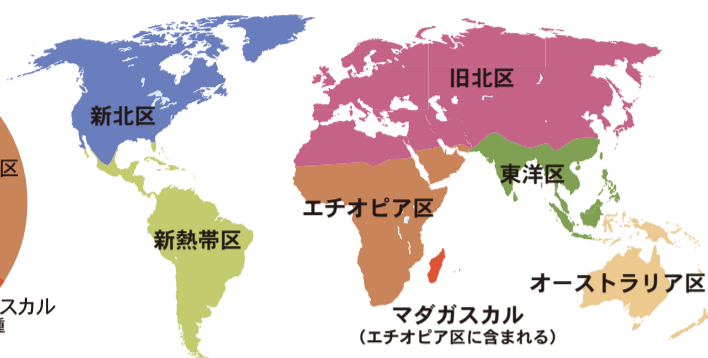 新北区
旧北区
区
東洋区
エチオピア区
新熱帯区
オーストラリア区
スカル
種
マダガスカル
（エチオピア区に含まれる）